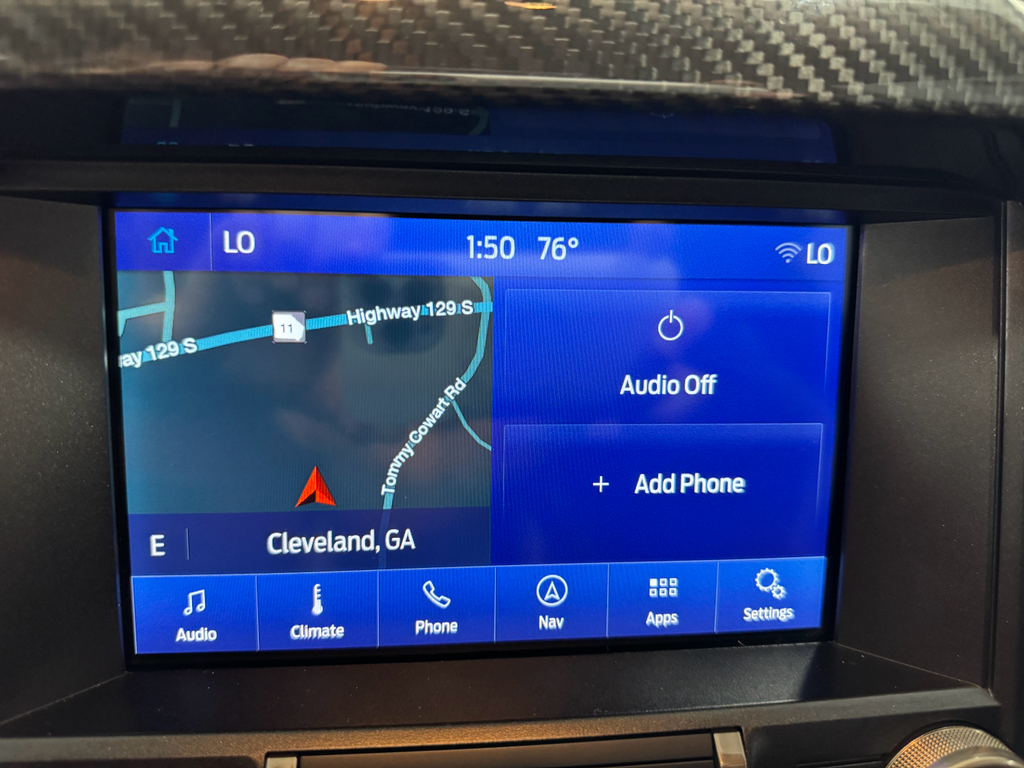 LO 1:50 76° LO
Highway 129 S
11
ay 129 S
Tommy Cowart Rd
Audio Off
+ Add Phone
E Cleveland, GA
Audio Climate Phone Nav Apps Settings